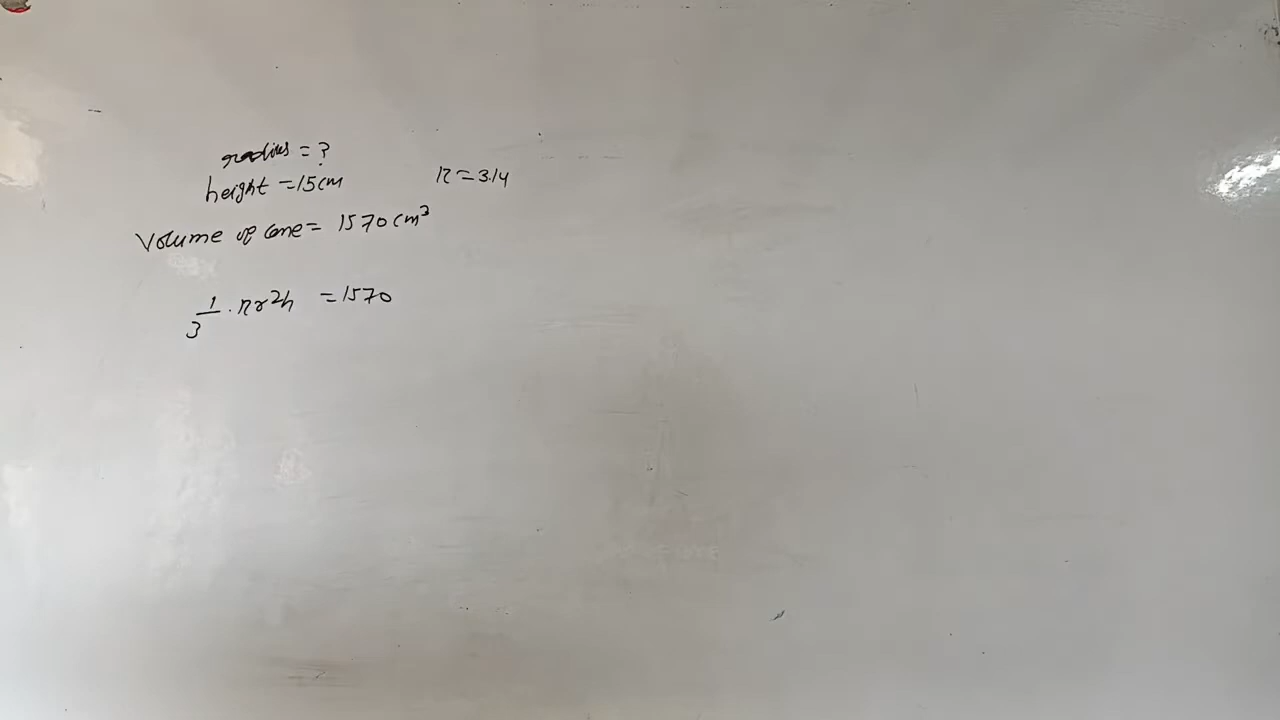 radius = ?
height = 15cm
π = 3.14
Volume of cone = 1570 cm³
1/3 · πr²h = 1570